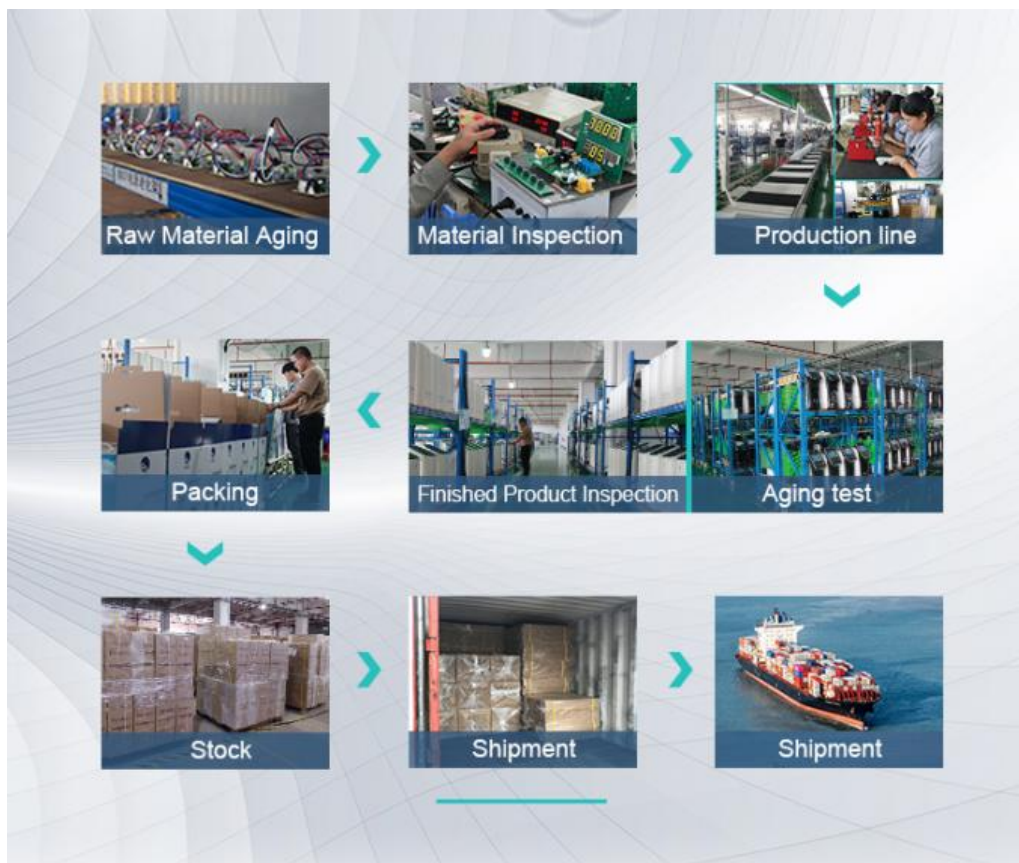 Raw Material Aging
Material Inspection
Production line
Aging test
Finished Product Inspection
Packing
Stock
Shipment
Shipment